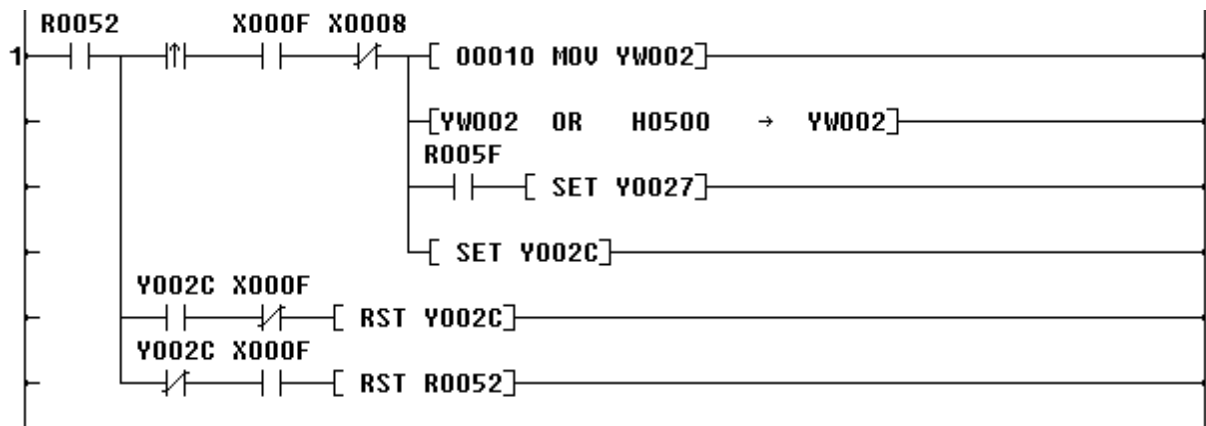 R0052 X000F X0008
1 ↑ [ 00010 MOV YW002]
[YW002 OR H0500 → YW002]
R005F
[ SET Y0027]
[ SET Y002C]
Y002C X000F
[ RST Y002C]
Y002C X000F
[ RST R0052]